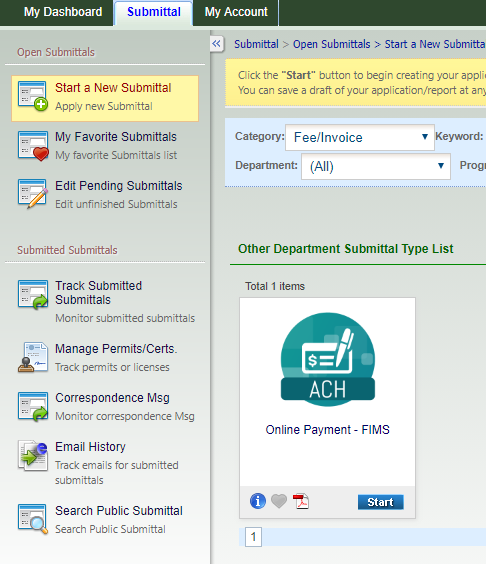 My Dashboard
Submittal
My Account
Open Submittals
Start a New Submittal
Apply new Submittal
My Favorite Submittals
My favorite Submittals list
Edit Pending Submittals
Edit unfinished Submittals
Submitted Submittals
Track Submitted
Submittals
Monitor submitted submittals
Manage Permits/Certs.
Track permits or licenses
Correspondence Msg
Monitor correspondence Msg
Email History
Track emails for submitted
submittals
Search Public Submittal
Search Public Submittal
Submittal > Open Submittals > Start a New Submitta
Click the "Start" button to begin creating your appli
You can save a draft of your application/report at any
Category: Fee/Invoice Keyword:
Department: (All) Progr
Other Department Submittal Type List
Total 1 items
ACH
Online Payment - FIMS
Start
1